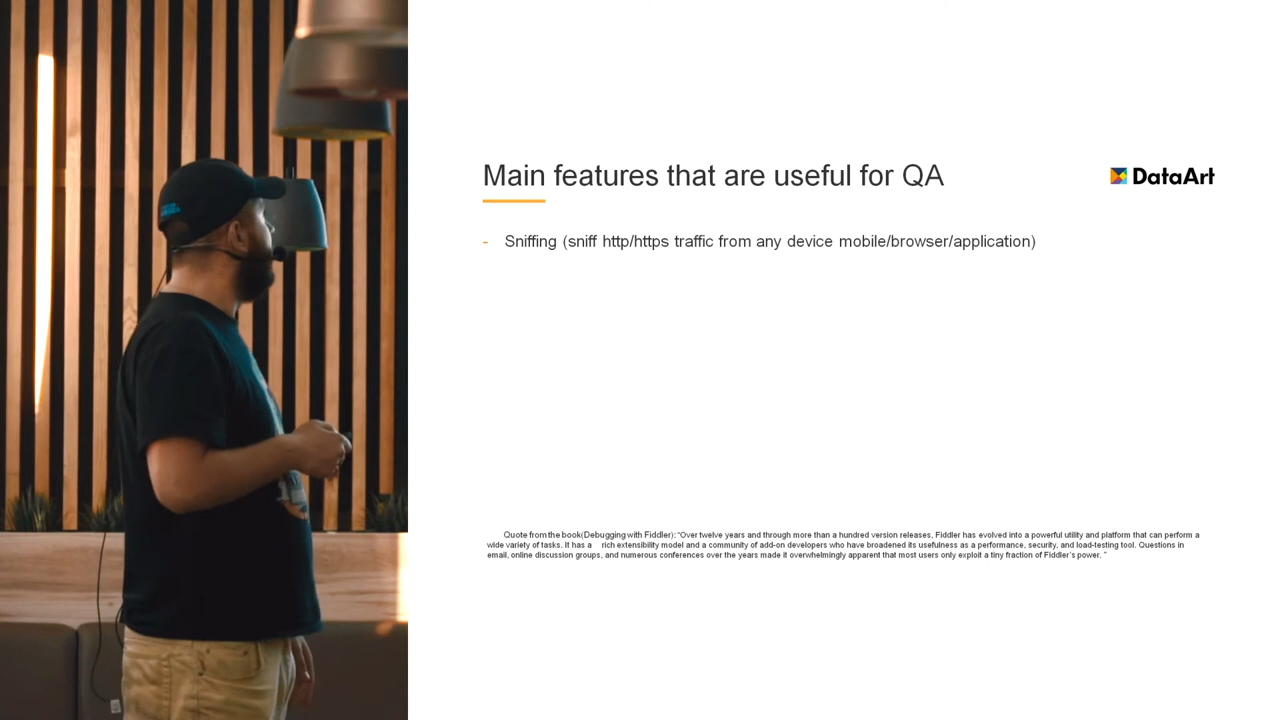 Main features that are useful for QA
DataArt
- Sniffing (sniff http/https traffic from any device mobile/browser/application)
Quote from the book(Debugging with Fiddler): “Over twelve years and through more than a hundred version releases, Fiddler has evolved into a powerful utility and platform that can perform a
wide variety of tasks. It has a rich extensibility model and a community of add-on developers who have broadened its usefulness as a performance, security, and load-testing tool. Questions in
email, online discussion groups, and numerous conferences over the years made it overwhelmingly apparent that most users only exploit a tiny fraction of Fiddler’s power. ”